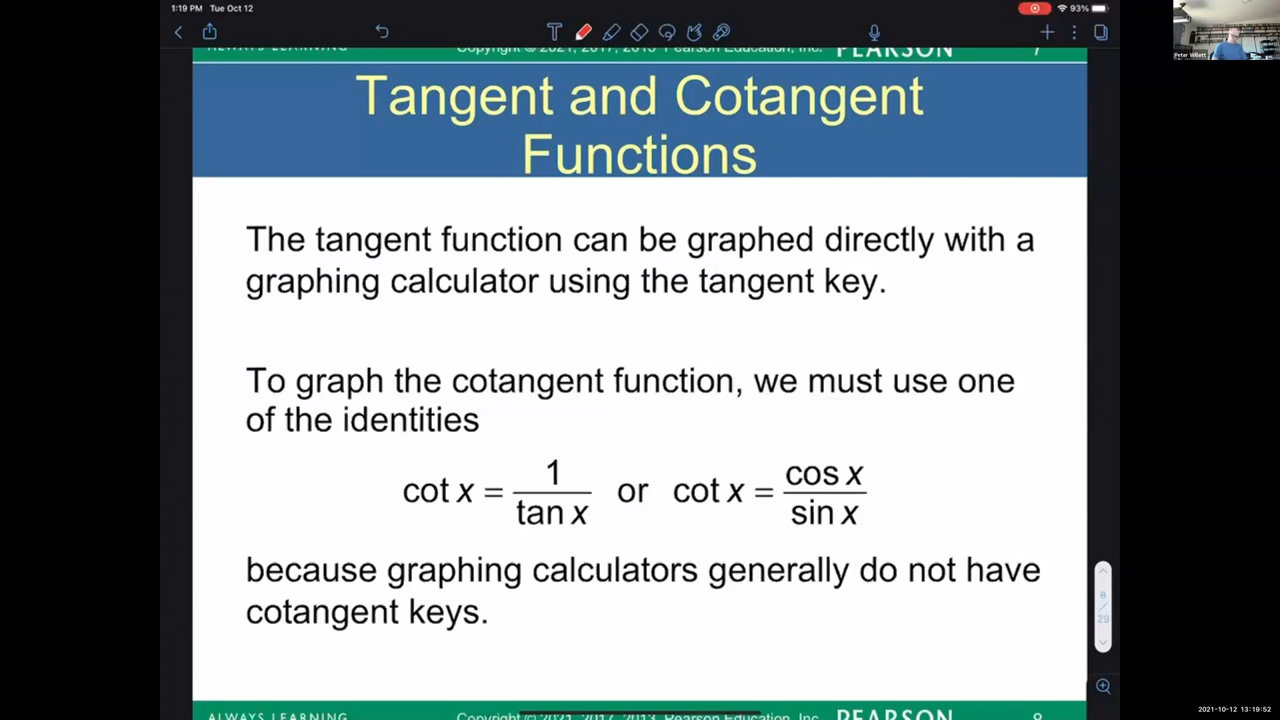 1:19 PM Tue Oct 12
93%
ALWAYS LEARNING Copyright © 2021, 2017, 2013 Pearson Education, Inc. PEARSON 7
Peter Willett
Tangent and Cotangent
Functions
The tangent function can be graphed directly with a
graphing calculator using the tangent key.
To graph the cotangent function, we must use one
of the identities
cot x = 1 / tan x or cot x = cos x / sin x
because graphing calculators generally do not have
cotangent keys.
8 / 29
ALWAYS LEARNING Copyright © 2021, 2017, 2013 Pearson Education, Inc. PEARSON 8
2021-10-12 13:19:52